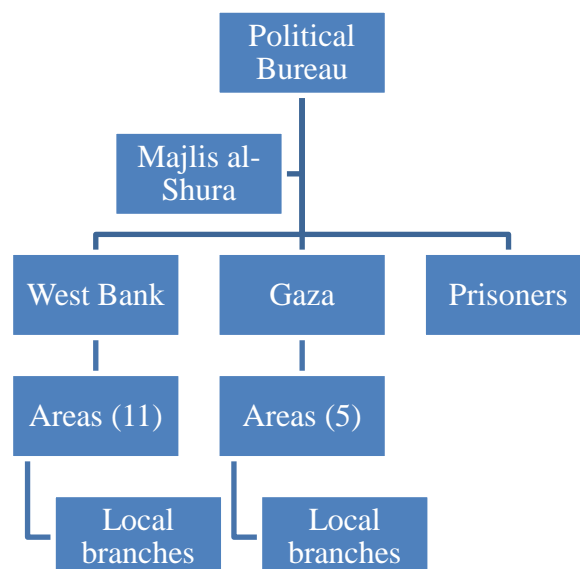 Political
Bureau
Majlis al-
Shura
West Bank
Gaza
Prisoners
Areas (11)
Areas (5)
Local
branches
Local
branches